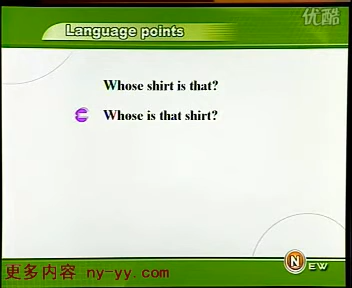 优酷
Language points
Whose shirt is that?
Whose is that shirt?
NEW
更多内容 ny-yy.com